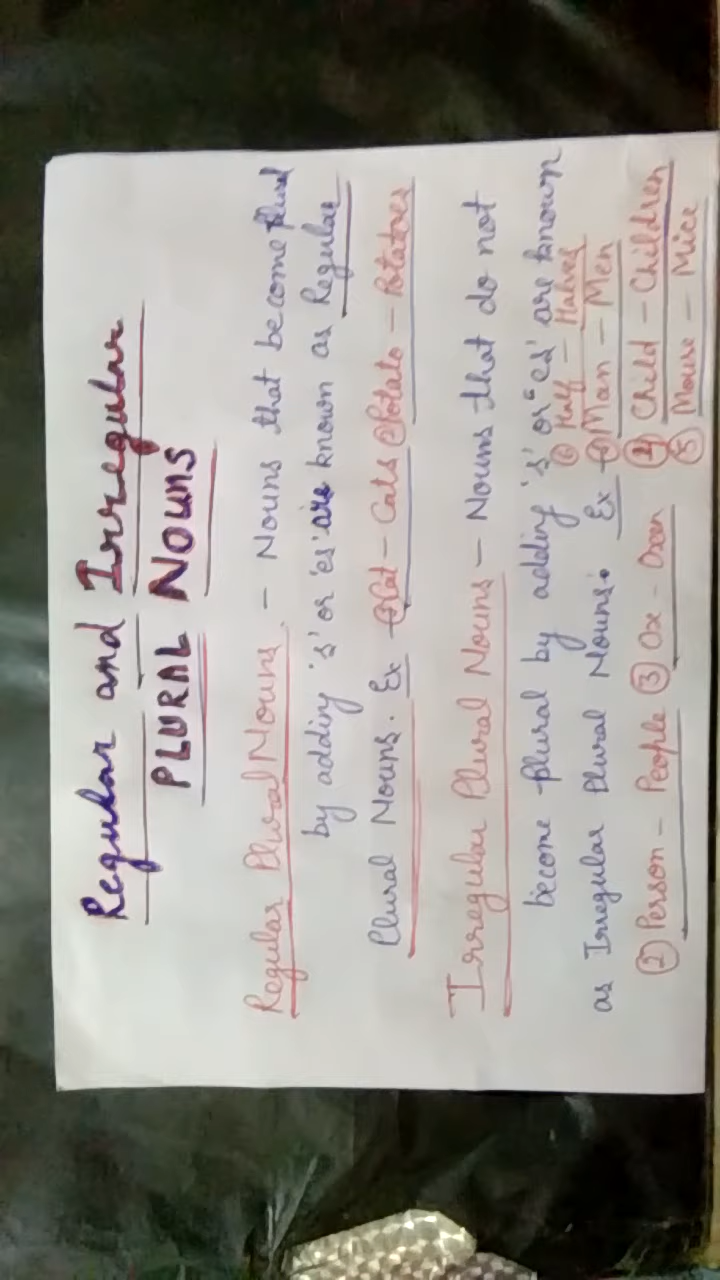 Regular and Irregular
PLURAL NOUNS
Regular Plural Nouns. - Nouns that become plural
by adding 's' or 'es' are known as Regular
Plural Nouns. Ex - ① Cat - Cats ② Potato - Potatoes
Irregular Plural Nouns - Nouns that do not
become plural by adding 's' or "es' are known
as Irregular Plural Nouns. Ex - ① Man - Men
⑥ Half - Halves
② Person - People ③ Ox - Oxen
④ Child - Children
⑤ Mouse - Mice